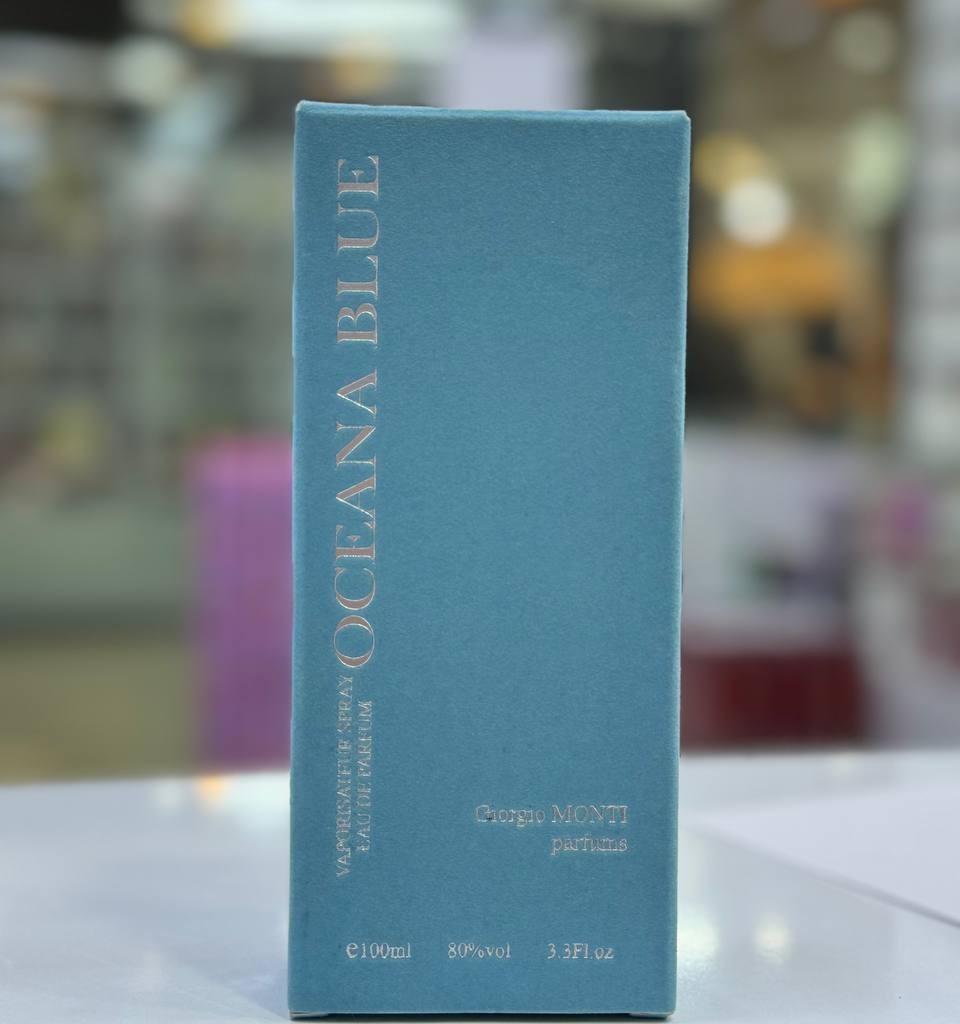 OCEANA BLUE
VAPORISATEUR SPRAY
EAU DE PARFUM
Giorgio MONTI
parfums
e100ml 80%vol 3.3Fl.oz